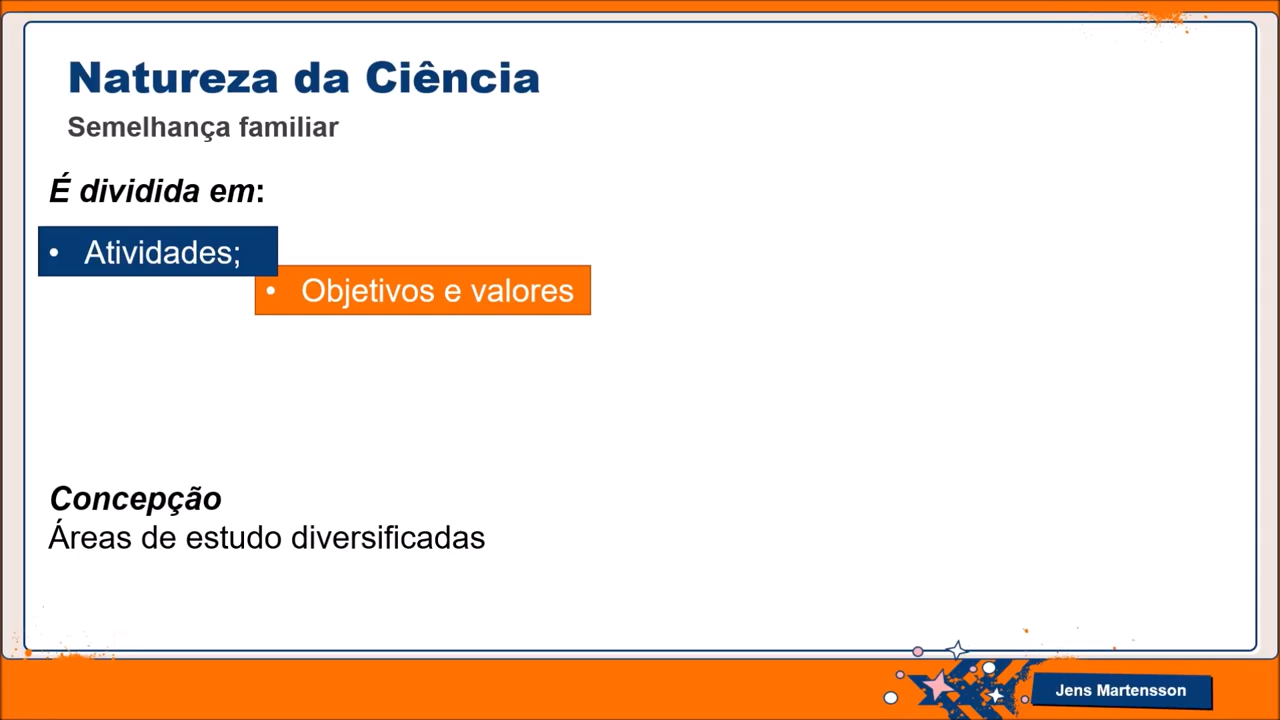 Natureza da Ciência
Semelhança familiar
É dividida em:
• Atividades;
• Objetivos e valores
Concepção
Áreas de estudo diversificadas
Jens Martensson